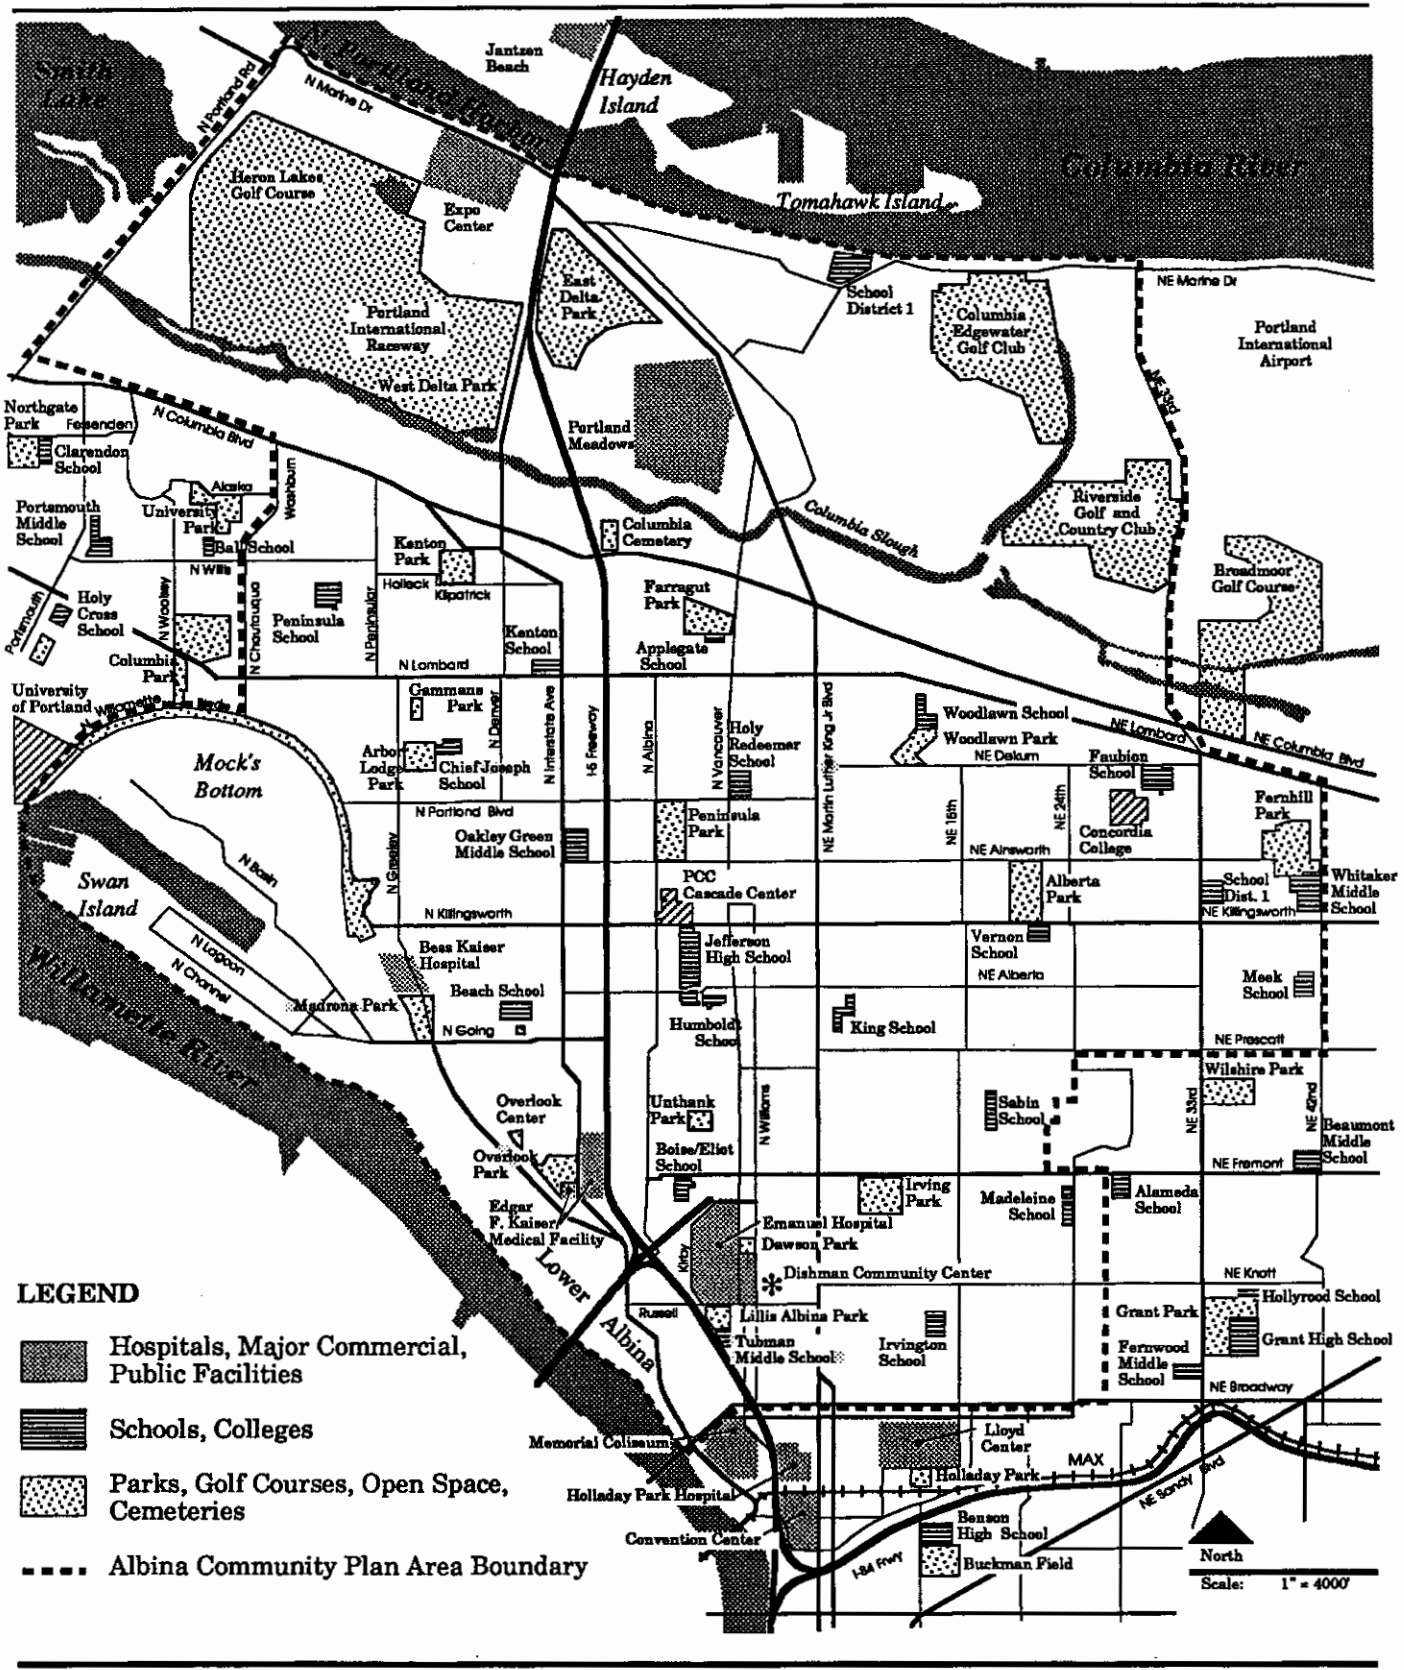 Smith
Lake
N Portland Rd
N. Portland Harbor
N Marine Dr
Jantzen
Beach
Hayden
Island
Columbia River
Tomahawk Island
Heron Lakes
Golf Course
Expo
Center
East
Delta
Park
School
District 1
NE Marine Dr
Columbia
Edgewater
Golf Club
Portland
International
Airport
Portland
International
Raceway
West Delta Park
NE 33rd
Northgate
Park
Fessenden
N Columbia Blvd
Clarendon
School
Portland
Meadows
Washburn
Alaska
University
Park
Portsmouth
Middle
School
Ball School
Columbia
Cemetery
Columbia Slough
Riverside
Golf and
Country Club
Kenton
Park
N Willis
Halleck
Kilpatrick
Broadmoor
Golf Course
Portsmouth
Holy
Cross
School
N Woolsey
N Chautauqua
Peninsula
School
N Peninsular
Farragut
Park
Kenton
School
Applegate
School
Columbia
Park
N Lombard
University
of Portland
N Willamette Blvd
Gammans
Park
N Denver
N Interstate Ave
I-5 Freeway
N Albina
N Vancouver
Holy
Redeemer
School
NE Martin Luther King Jr Blvd
Woodlawn School
Woodlawn Park
NE Lombard
NE Columbia Blvd
NE Dekum
Faubion
School
Mock's
Bottom
Arbor
Lodge
Park
Chief Joseph
School
N Portland Blvd
Peninsula
Park
NE 15th
NE 24th
Concordia
College
Fernhill
Park
Oakley Green
Middle School
NE Ainsworth
N Greeley
N Basin
Swan
Island
PCC
Cascade Center
Alberta
Park
School
Dist. 1
Whitaker
Middle
School
N Killingsworth
NE Killingsworth
N Lagoon
N Channel
Bess Kaiser
Hospital
Jefferson
High School
Vernon
School
NE Alberta
Meek
School
Willamette River
Madrona Park
Beach School
N Going
Humboldt
School
King School
NE Prescott
Wilshire Park
Overlook
Center
Unthank
Park
N Williams
Sabin
School
NE 33rd
NE 42nd
Beaumont
Middle
School
Overlook
Park
Boise/Eliot
School
NE Fremont
Irving
Park
Madeleine
School
Alameda
School
Edgar
F. Kaiser
Medical Facility
Emanuel Hospital
Dawson Park
Kirby
Lower
Albina
Dishman Community Center
NE Knott
Russell
Lillis Albina Park
Tubman
Middle School
Irvington
School
Grant Park
Hollyrood School
Grant High School
Fernwood
Middle
School
NE Broadway
LEGEND
Hospitals, Major Commercial,
Public Facilities
Schools, Colleges
Parks, Golf Courses, Open Space,
Cemeteries
Albina Community Plan Area Boundary
Memorial Coliseum
Lloyd
Center
MAX
Holladay Park
Holladay Park Hospital
NE Sandy Blvd
Convention Center
Benson
High School
Buckman Field
I-84 Frwy
North
Scale: 1" = 4000'